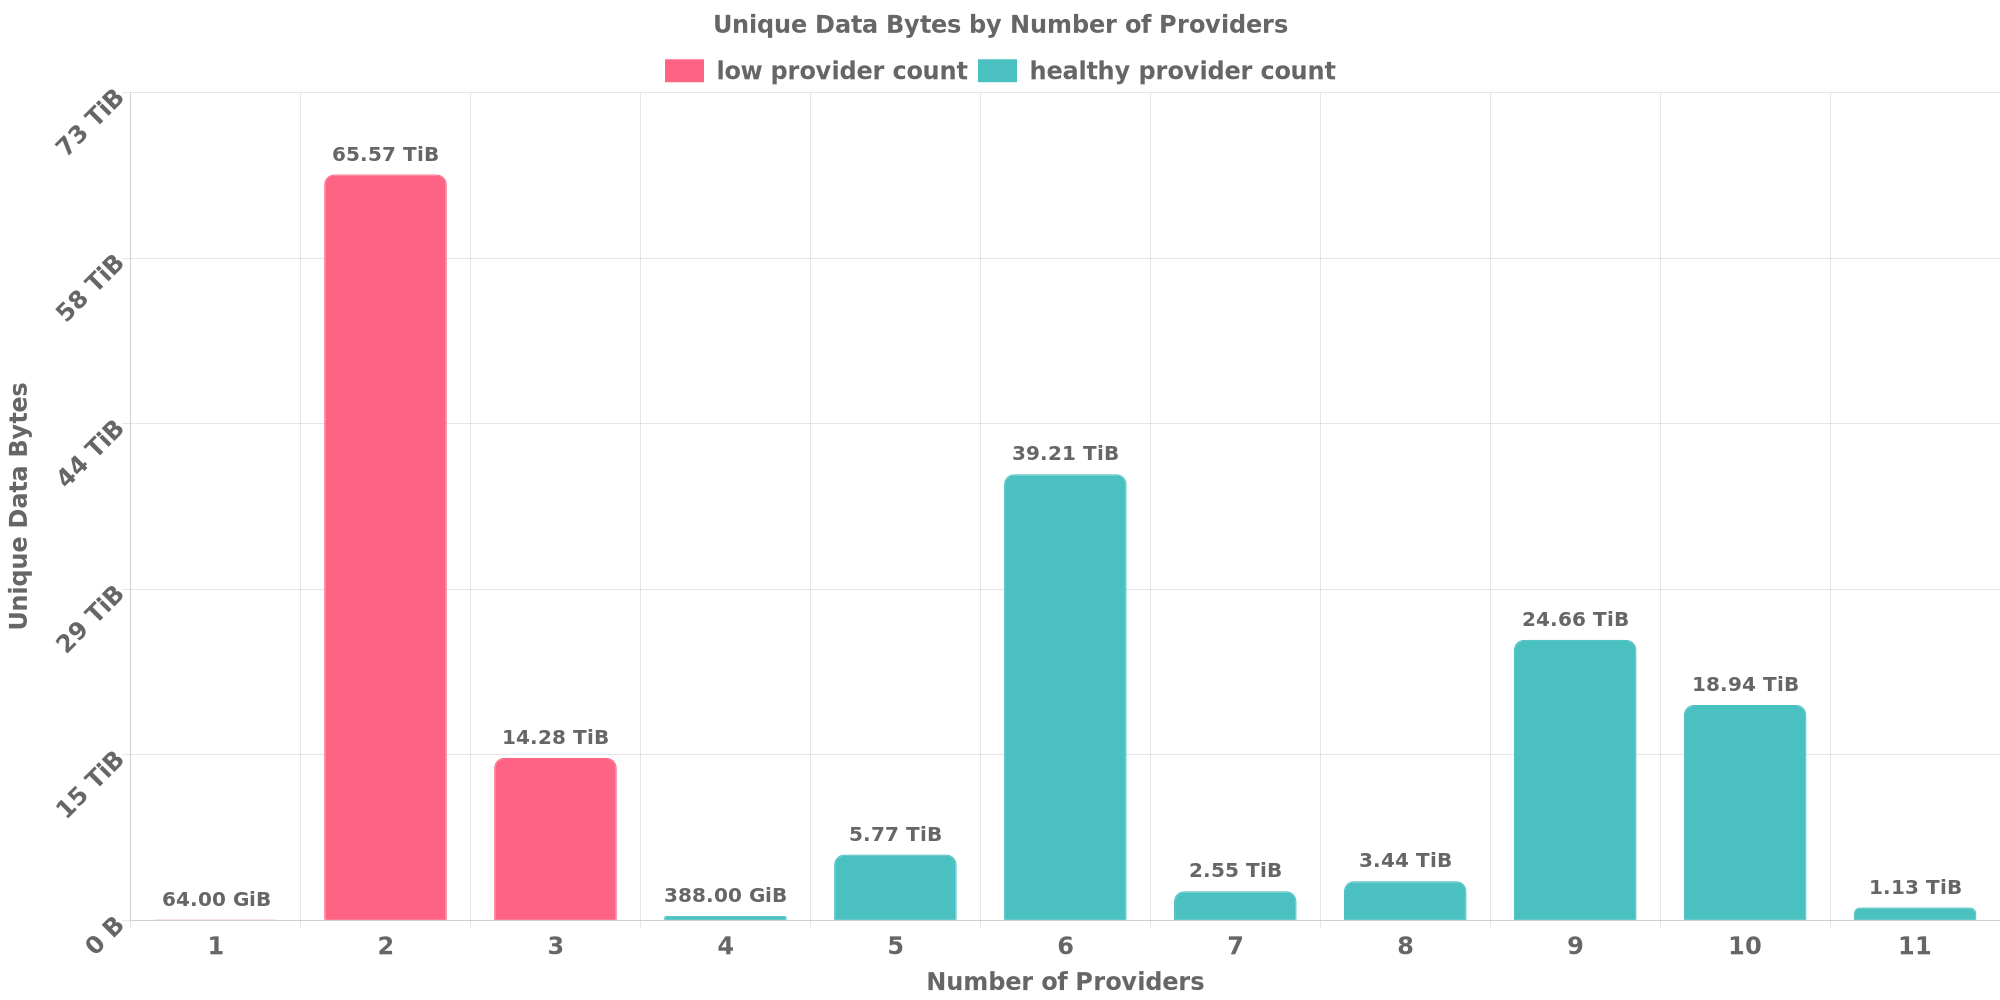 Unique Data Bytes by Number of Providers
low provider count healthy provider count
73 TiB
58 TiB
44 TiB
29 TiB
15 TiB
0 B
Unique Data Bytes
64.00 GiB
65.57 TiB
14.28 TiB
388.00 GiB
5.77 TiB
39.21 TiB
2.55 TiB
3.44 TiB
24.66 TiB
18.94 TiB
1.13 TiB
1 2 3 4 5 6 7 8 9 10 11
Number of Providers